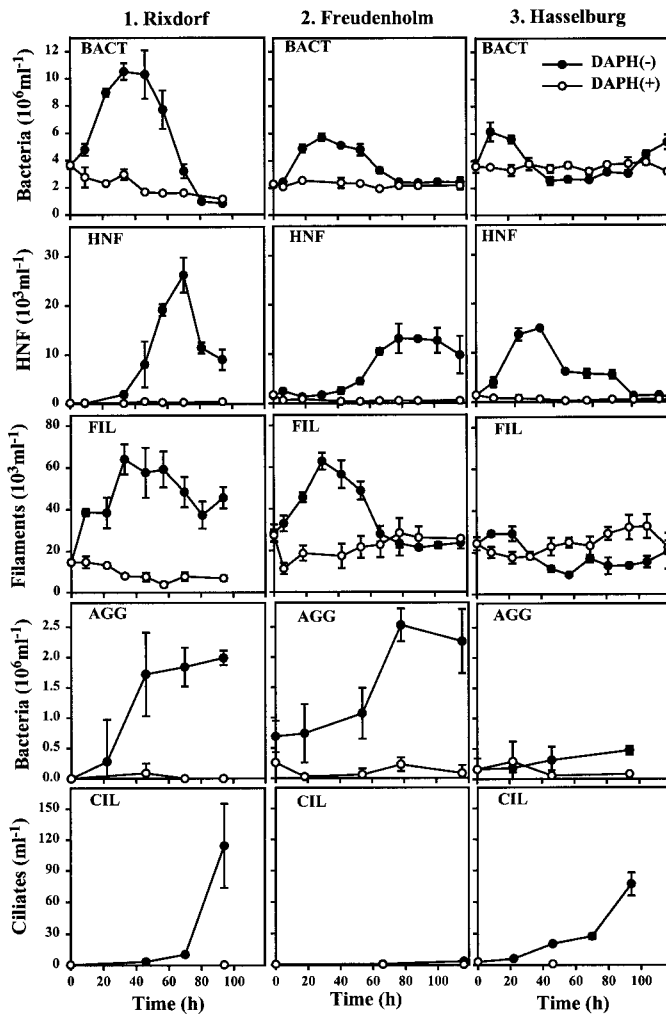 1. Rixdorf 2. Freudenholm 3. Hasselburg
Bacteria (10⁶ml⁻¹)
12
10
8
6
4
2
0
BACT
BACT
BACT
DAPH(-)
DAPH(+)
HNF (10³ml⁻¹)
30
20
10
0
HNF
HNF
HNF
Filaments (10³ml⁻¹)
80
60
40
20
0
FIL
FIL
FIL
Bacteria (10⁶ml⁻¹)
2.5
2.0
1.5
1.0
0.5
0.0
AGG
AGG
AGG
Ciliates (ml⁻¹)
150
120
90
60
30
0
CIL
CIL
CIL
0 20 40 60 80 100
0 20 40 60 80 100
0 20 40 60 80 100
Time (h) Time (h) Time (h)